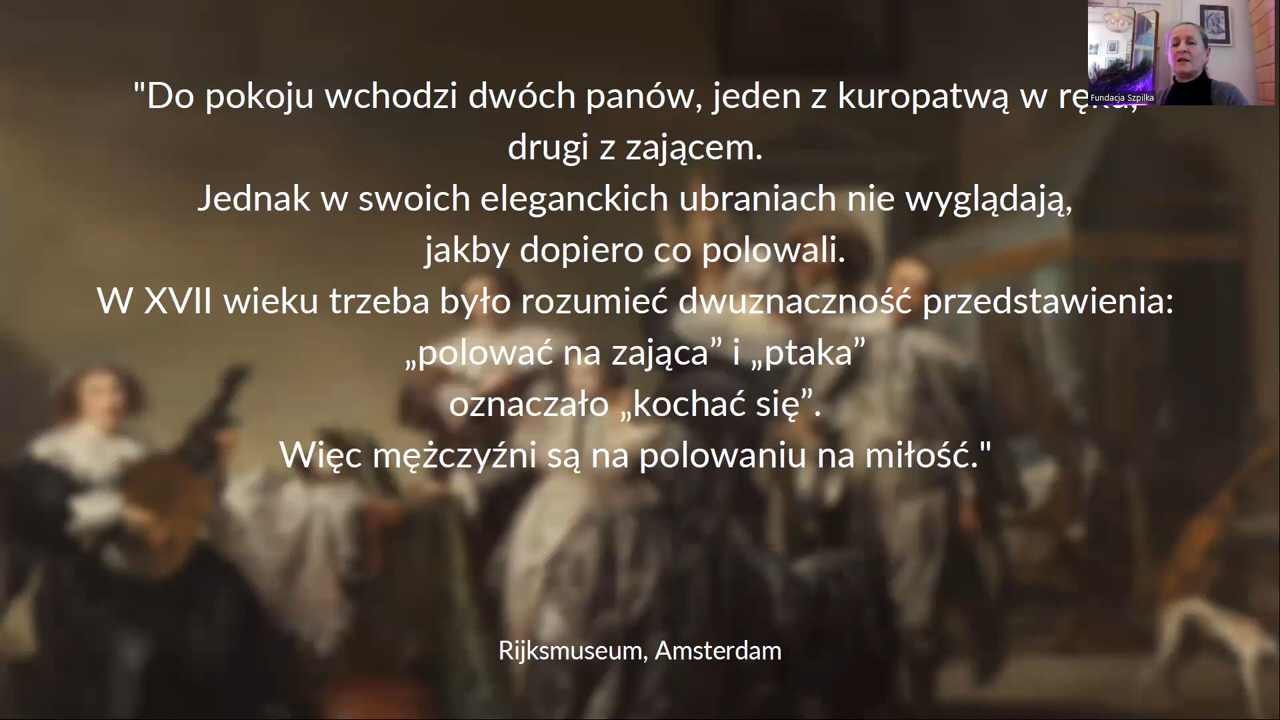 "Do pokoju wchodzi dwóch panów, jeden z kuropatwą w
drugi z zającem.
Jednak w swoich eleganckich ubraniach nie wyglądają,
jakby dopiero co polowali.
W XVII wieku trzeba było rozumieć dwuznaczność przedstawienia:
„polować na zająca” i „ptaka”
oznaczało „kochać się”.
Więc mężczyźni są na polowaniu na miłość."
Rijksmuseum, Amsterdam
Fundacja Szpilka